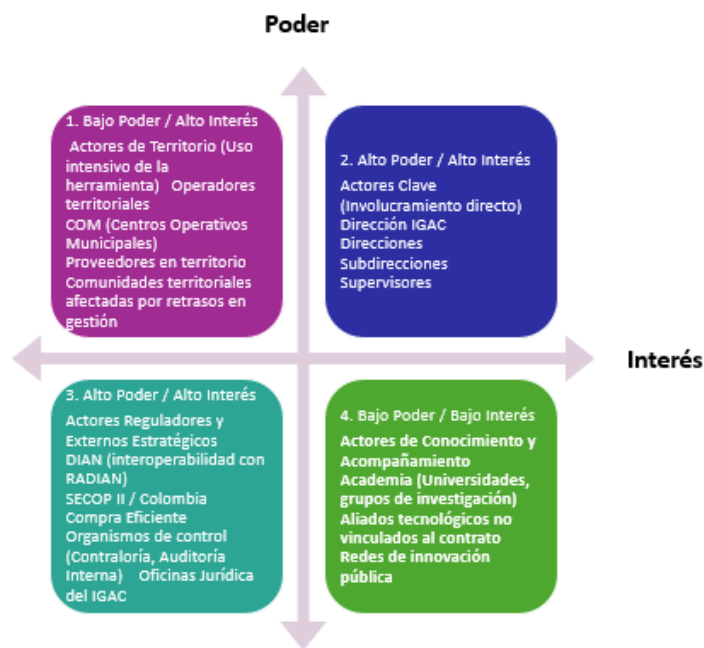 Poder
1. Bajo Poder / Alto Interés
Actores de Territorio (Uso
intensivo de la
herramienta) Operadores
territoriales
COM (Centros Operativos
Municipales)
Proveedores en territorio
Comunidades territoriales
afectadas por retrasos en
gestión
2. Alto Poder / Alto Interés
Actores Clave
(Involucramiento directo)
Dirección IGAC
Direcciones
Subdirecciones
Supervisores
Interés
3. Alto Poder / Alto Interés
Actores Reguladores y
Externos Estratégicos
DIAN (interoperabilidad con
RADIAN)
SECOP II / Colombia
Compra Eficiente
Organismos de control
(Contraloría, Auditoría
Interna) Oficinas Jurídica
del IGAC
4. Bajo Poder / Bajo Interés
Actores de Conocimiento y
Acompañamiento
Academia (Universidades,
grupos de investigación)
Aliados tecnológicos no
vinculados al contrato
Redes de innovación
pública